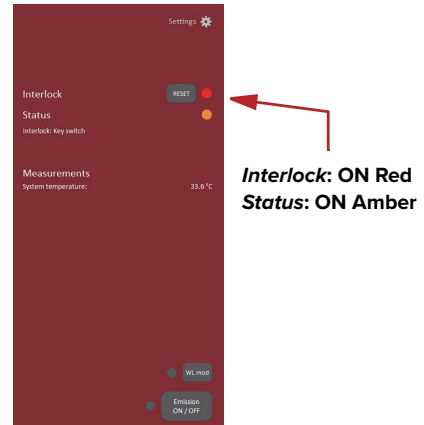 Settings
Interlock
RESET
Status
Interlock: Key switch
Measurements
System temperature: 33.6 °C
WL mod
Emission
ON / OFF
Interlock: ON Red
Status: ON Amber